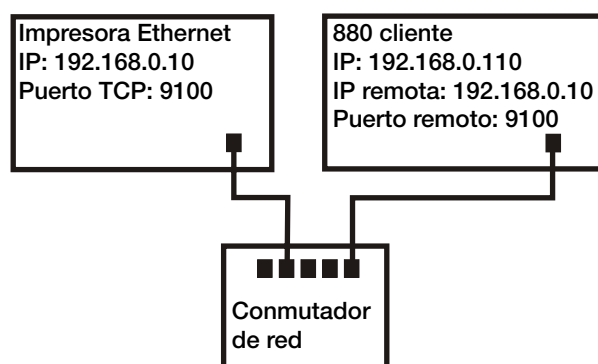 Impresora Ethernet
IP: 192.168.0.10
Puerto TCP: 9100
880 cliente
IP: 192.168.0.110
IP remota: 192.168.0.10
Puerto remoto: 9100
Conmutador
de red